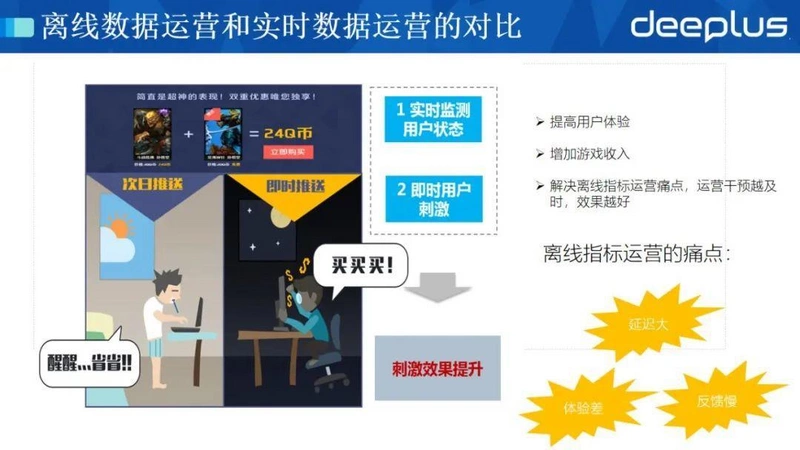 离线数据运营和实时数据运营的对比
deeplus
简直是超神的表现！双重优惠唯您独享！
+
=24Q币
立即购买
次日推送
即时推送
买买买！
醒醒...省省!!
1 实时监测
用户状态
2 即时用户
刺激
刺激效果提升
提高用户体验
增加游戏收入
解决离线指标运营痛点，运营干预越及
时，效果越好
离线指标运营的痛点：
延迟大
体验差
反馈慢